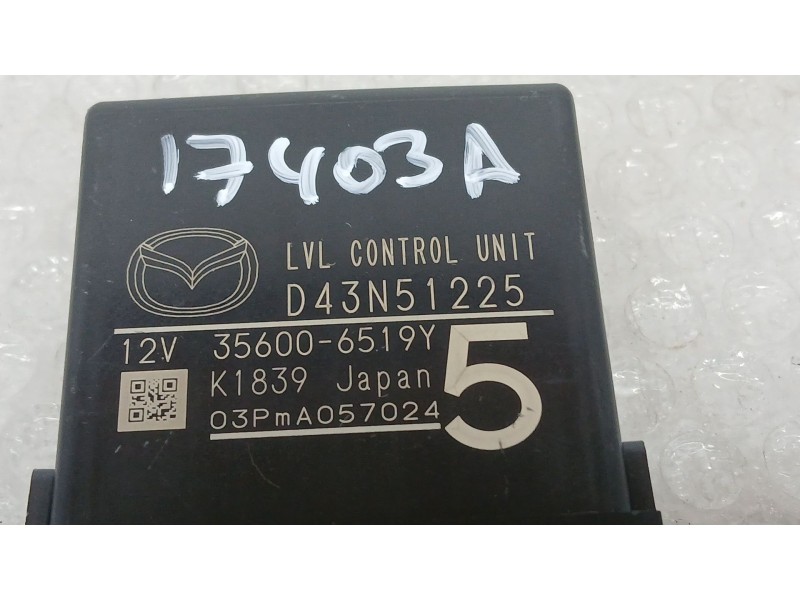 17403A
LVL CONTROL UNIT
D43N51225
12V 35600-6519Y 5
K1839 Japan
03PmA057024